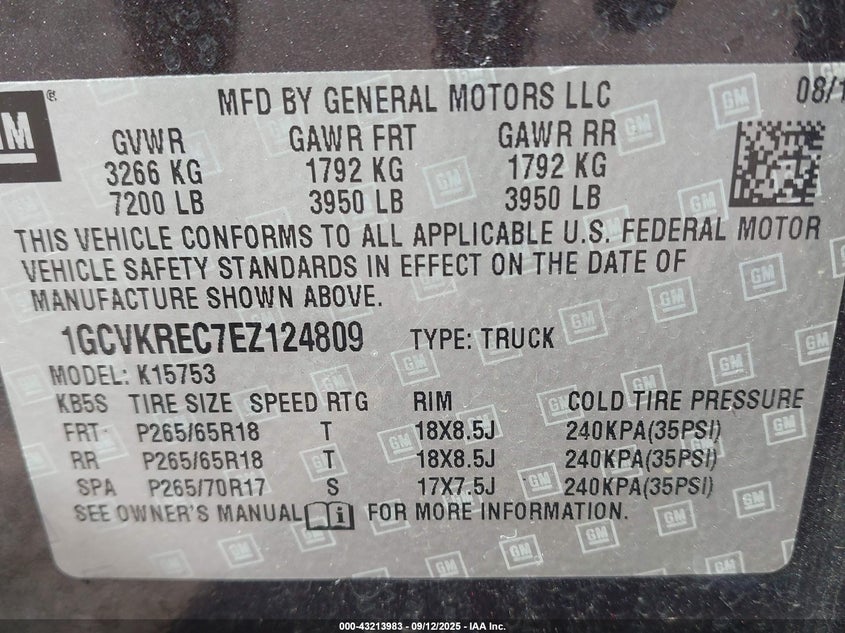 MFD BY GENERAL MOTORS LLC 08/1
GM ®
GVWR GAWR FRT GAWR RR
3266 KG 1792 KG 1792 KG
7200 LB 3950 LB 3950 LB
THIS VEHICLE CONFORMS TO ALL APPLICABLE U.S. FEDERAL MOTOR
VEHICLE SAFETY STANDARDS IN EFFECT ON THE DATE OF
MANUFACTURE SHOWN ABOVE.
1GCVKREC7EZ124809 TYPE: TRUCK
MODEL: K15753
KB5S TIRE SIZE SPEED RTG RIM COLD TIRE PRESSURE
FRT P265/65R18 T 18X8.5J 240KPA(35PSI)
RR P265/65R18 T 18X8.5J 240KPA(35PSI)
SPA P265/70R17 S 17X7.5J 240KPA(35PSI)
SEE OWNER'S MANUAL i FOR MORE INFORMATION.
000-43213983 - 09/12/2025 - IAA Inc.